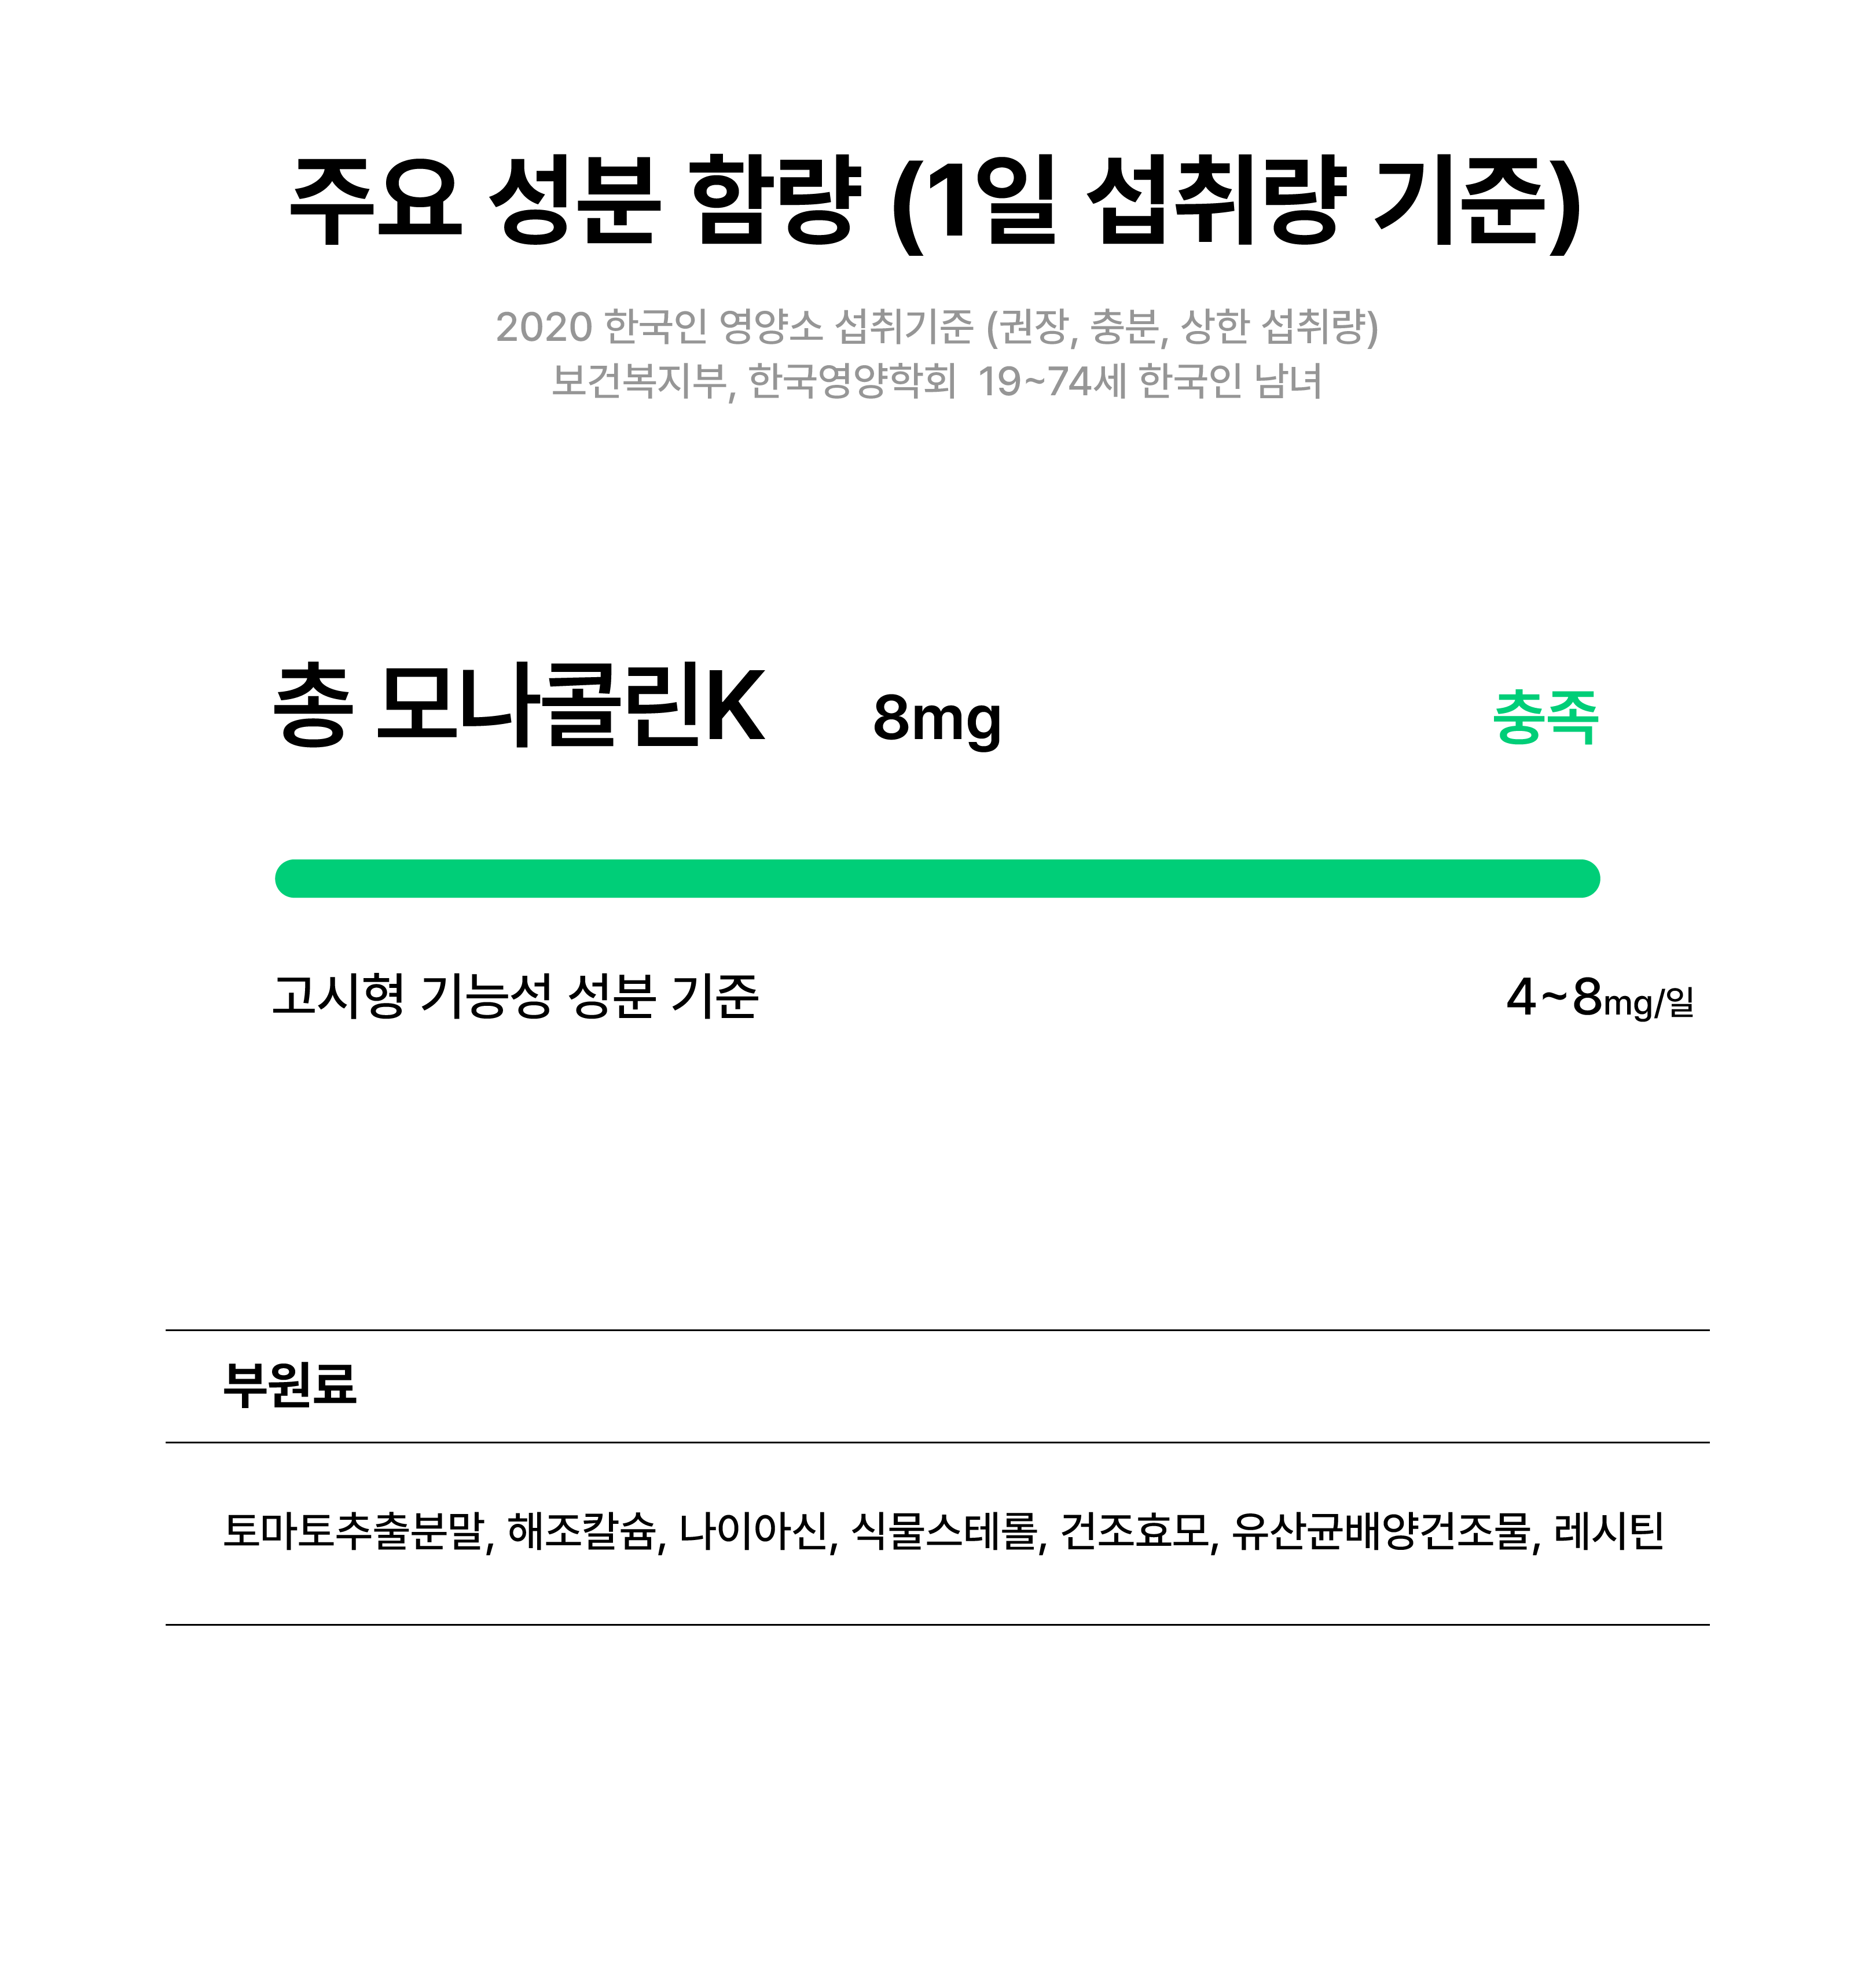 주요 성분 함량 (1일 섭취량 기준)
2020 한국인 영양소 섭취기준 (권장, 충분, 상한 섭취량)
보건복지부, 한국영양학회 19~74세 한국인 남녀
총 모나콜린K 8mg 충족
고시형 기능성 성분 기준 4~8mg/일
부원료
토마토추출분말, 해조칼슘, 나이아신, 식물스테롤, 건조효모, 유산균배양건조물, 레시틴